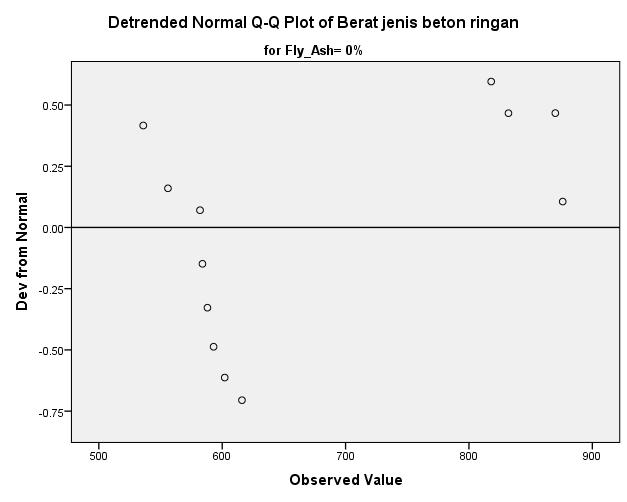 Detrended Normal Q-Q Plot of Berat jenis beton ringan
for Fly_Ash= 0%
Dev from Normal
0.50
0.25
0.00
-0.25
-0.50
-0.75
500 600 700 800 900
Observed Value